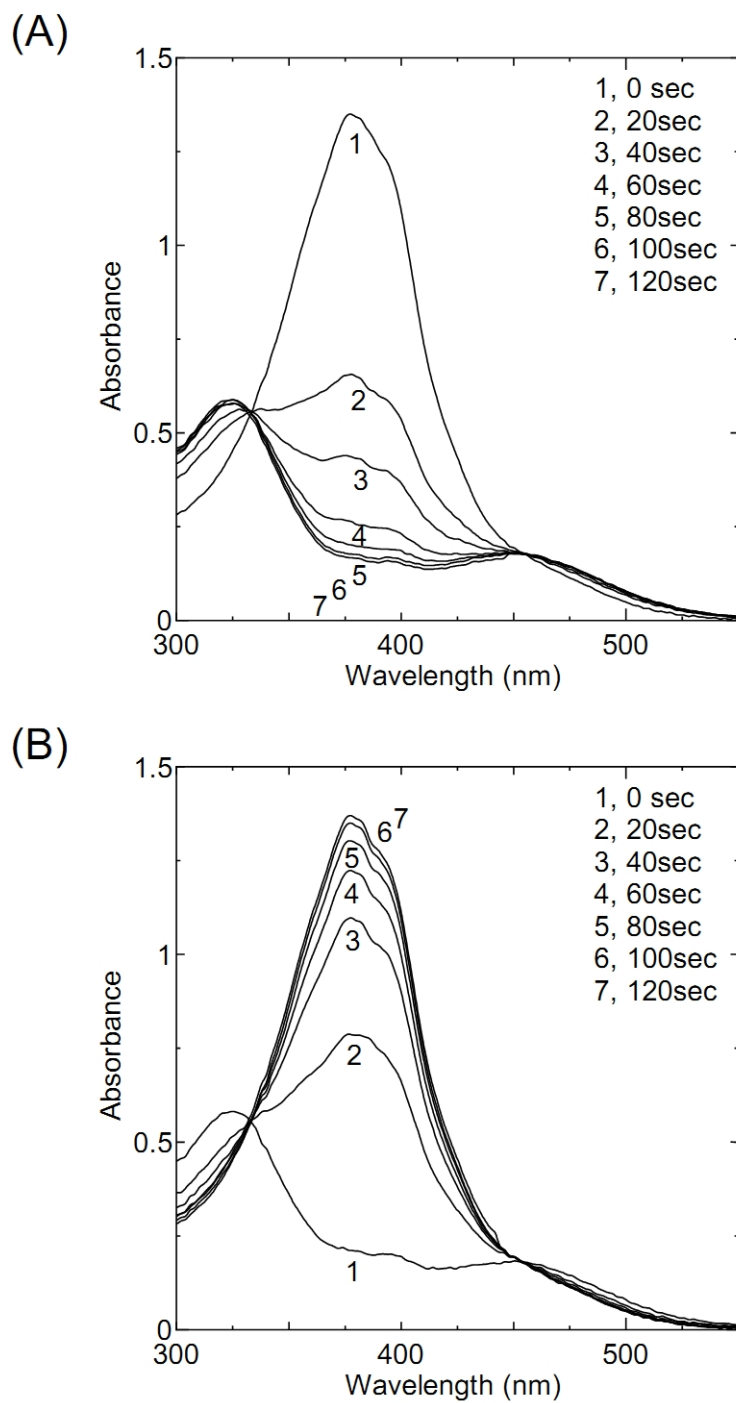 (A)
1.5
1
0.5
0
Absorbance
300
400
500
Wavelength (nm)
1, 0 sec
2, 20sec
3, 40sec
4, 60sec
5, 80sec
6, 100sec
7, 120sec
1
2
3
4
5
6
7
(B)
1.5
1
0.5
0
Absorbance
300
400
500
Wavelength (nm)
1, 0 sec
2, 20sec
3, 40sec
4, 60sec
5, 80sec
6, 100sec
7, 120sec
7
6
5
4
3
2
1